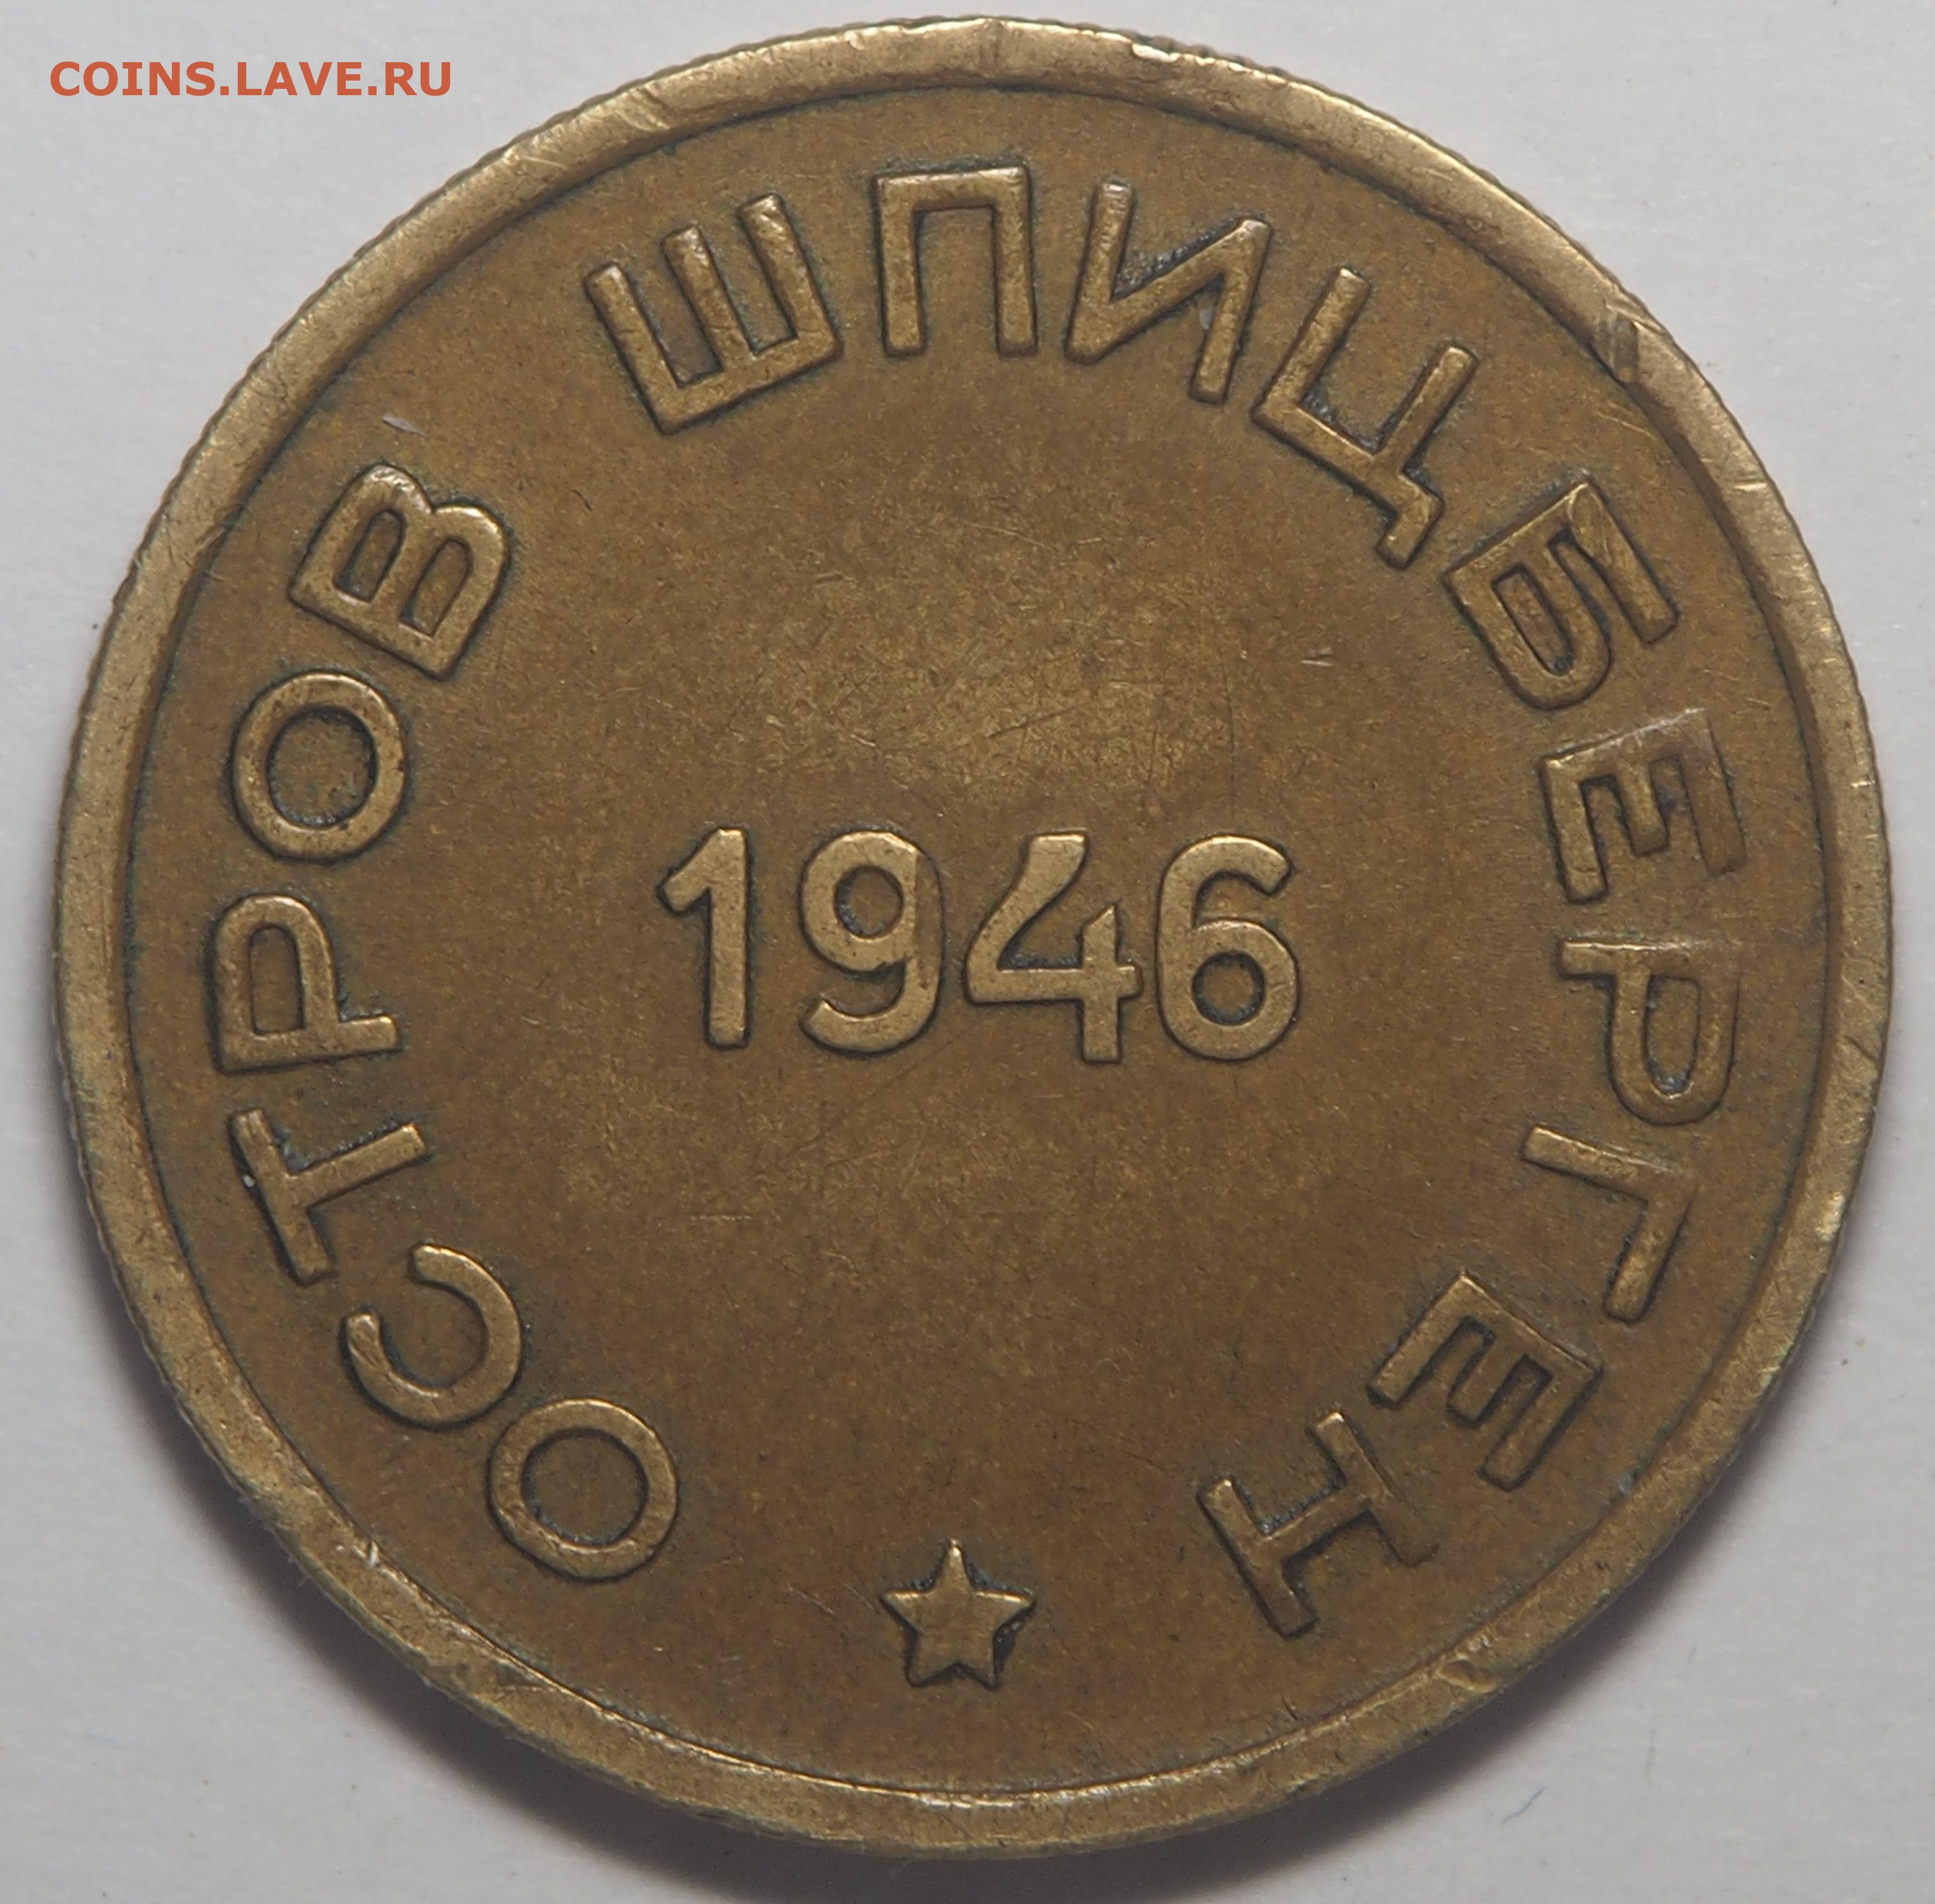 COINS.LAVE.RU
ОСТРОВ ШПИЦБЕРГЕН
1946